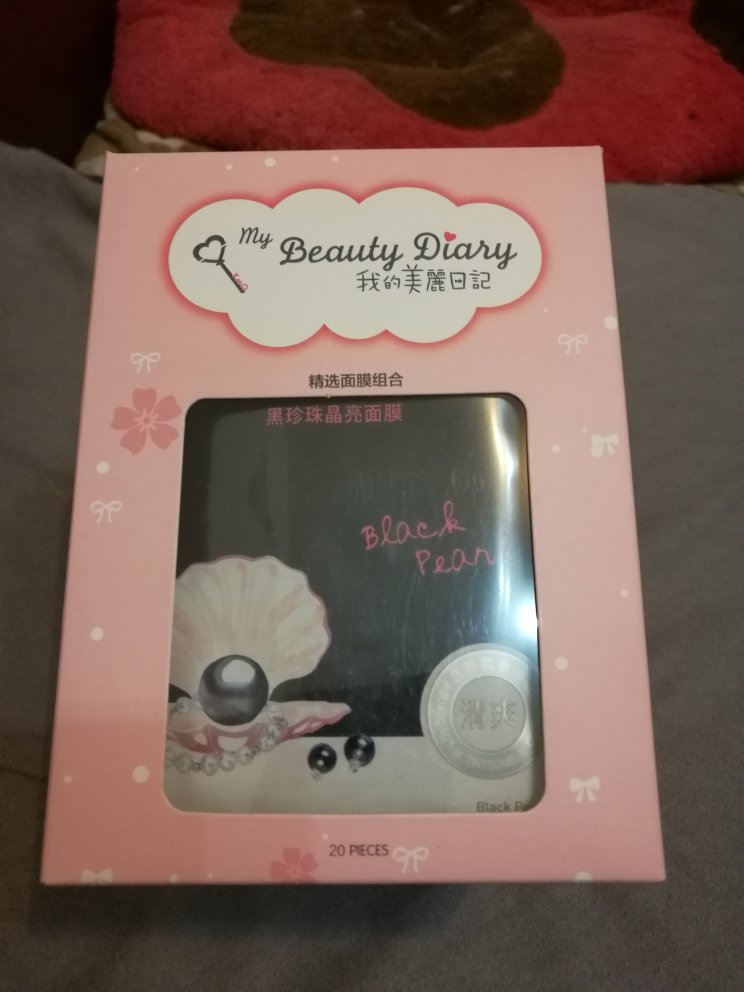 My Beauty Diary
我的美麗日記
精选面膜组合
黑珍珠晶亮面膜
Black
Pearl
清爽
Black
20 PIECES